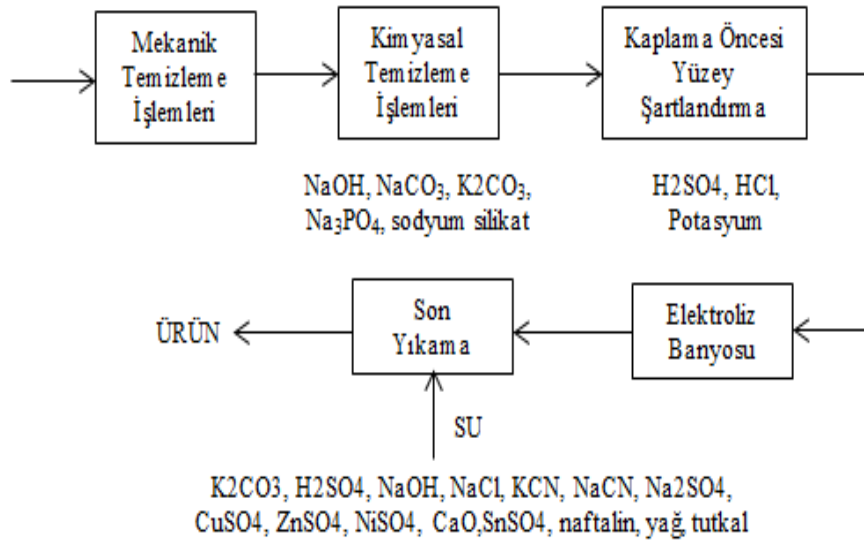 Mekanik
Temizleme
İşlemleri
Kimyasal
Temizleme
İşlemleri
Kaplama Öncesi
Yüzey
Şartlandırma
NaOH, NaCO₃, K2CO₃,
Na₃PO₄, sodyum silikat
H2SO4, HCl,
Potasyum
ÜRÜN
Son
Yıkama
Elektroliz
Banyosu
SU
K2CO3, H2SO4, NaOH, NaCl, KCN, NaCN, Na2SO4,
CuSO4, ZnSO4, NiSO4, CaO,SnSO4, naftalin, yağ, tutkal